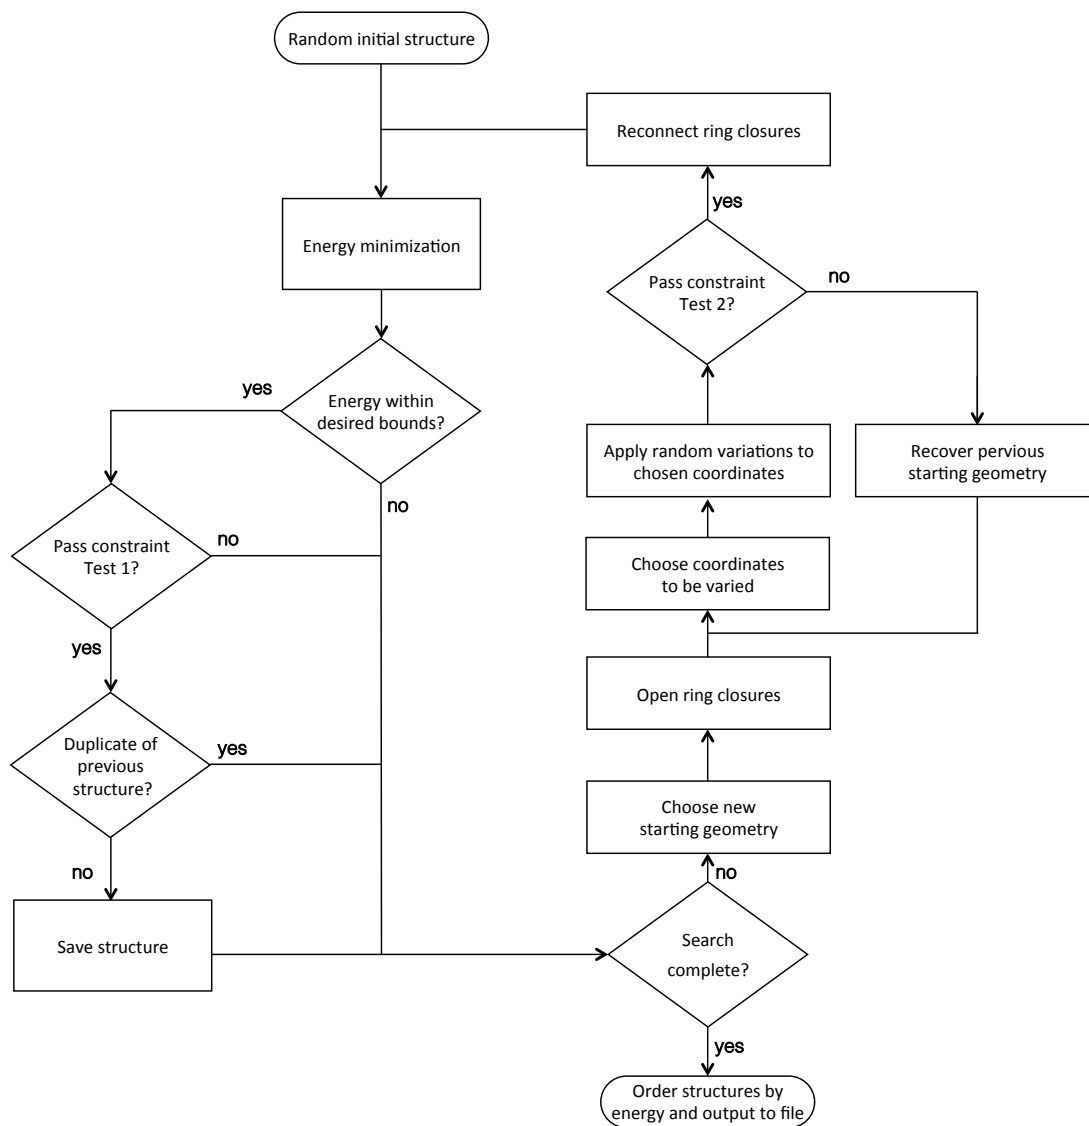 Random initial structure
Reconnect ring closures
yes
Energy minimization
Pass constraint
Test 2?
no
yes
Energy within
desired bounds?
Apply random variations to
chosen coordinates
Recover pervious
starting geometry
no
Pass constraint
Test 1?
no
Choose coordinates
to be varied
yes
Open ring closures
Duplicate of
previous
structure?
yes
Choose new
starting geometry
no
no
Save structure
Search
complete?
yes
Order structures by
energy and output to file